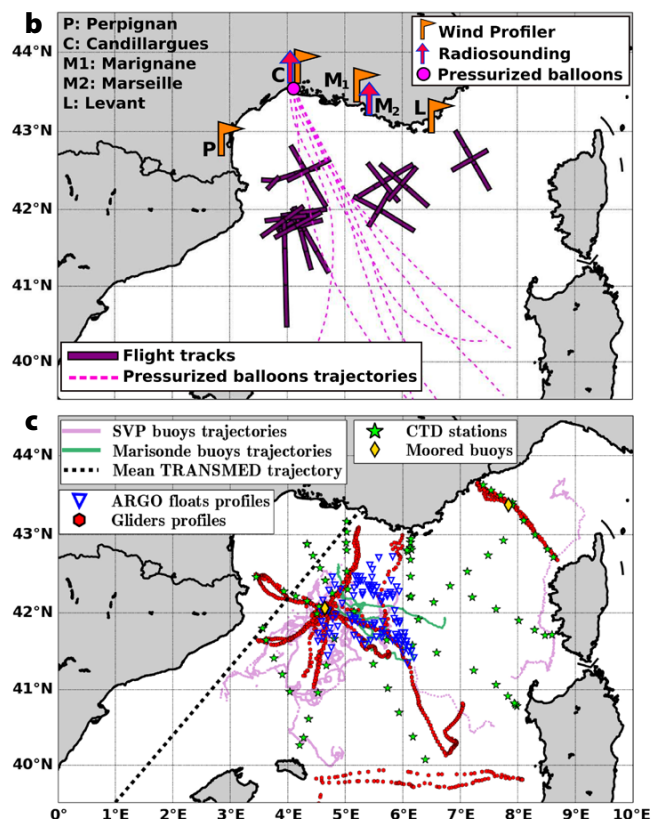 b
P: Perpignan
C: Candillargues
M1: Marignane
M2: Marseille
L: Levant
Wind Profiler
Radiosounding
Pressurized balloons
44°N
43°N
42°N
41°N
40°N
C
M₁
M₂
L
P
Flight tracks
Pressurized balloons trajectories
c
SVP buoys trajectories
Marisonde buoys trajectories
Mean TRANSMED trajectory
CTD stations
Moored buoys
ARGO floats profiles
Gliders profiles
44°N
43°N
42°N
41°N
40°N
0° 1°E 2°E 3°E 4°E 5°E 6°E 7°E 8°E 9°E 10°E